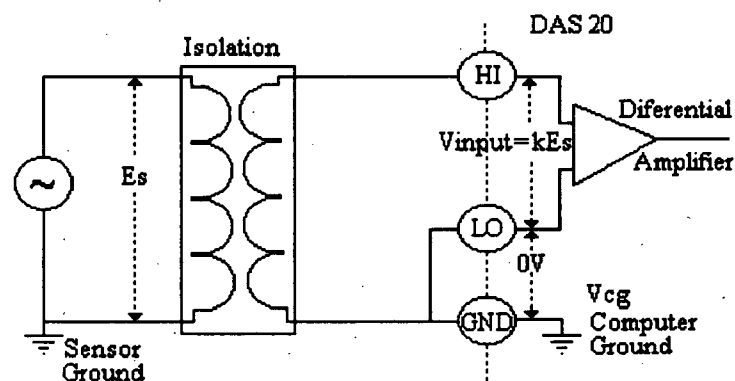 DAS 20
Isolation
HI
Diferential
Es
Vinput=kEs
Amplifier
LO
0V
Vcg
GND
Computer
Sensor
Ground
Ground